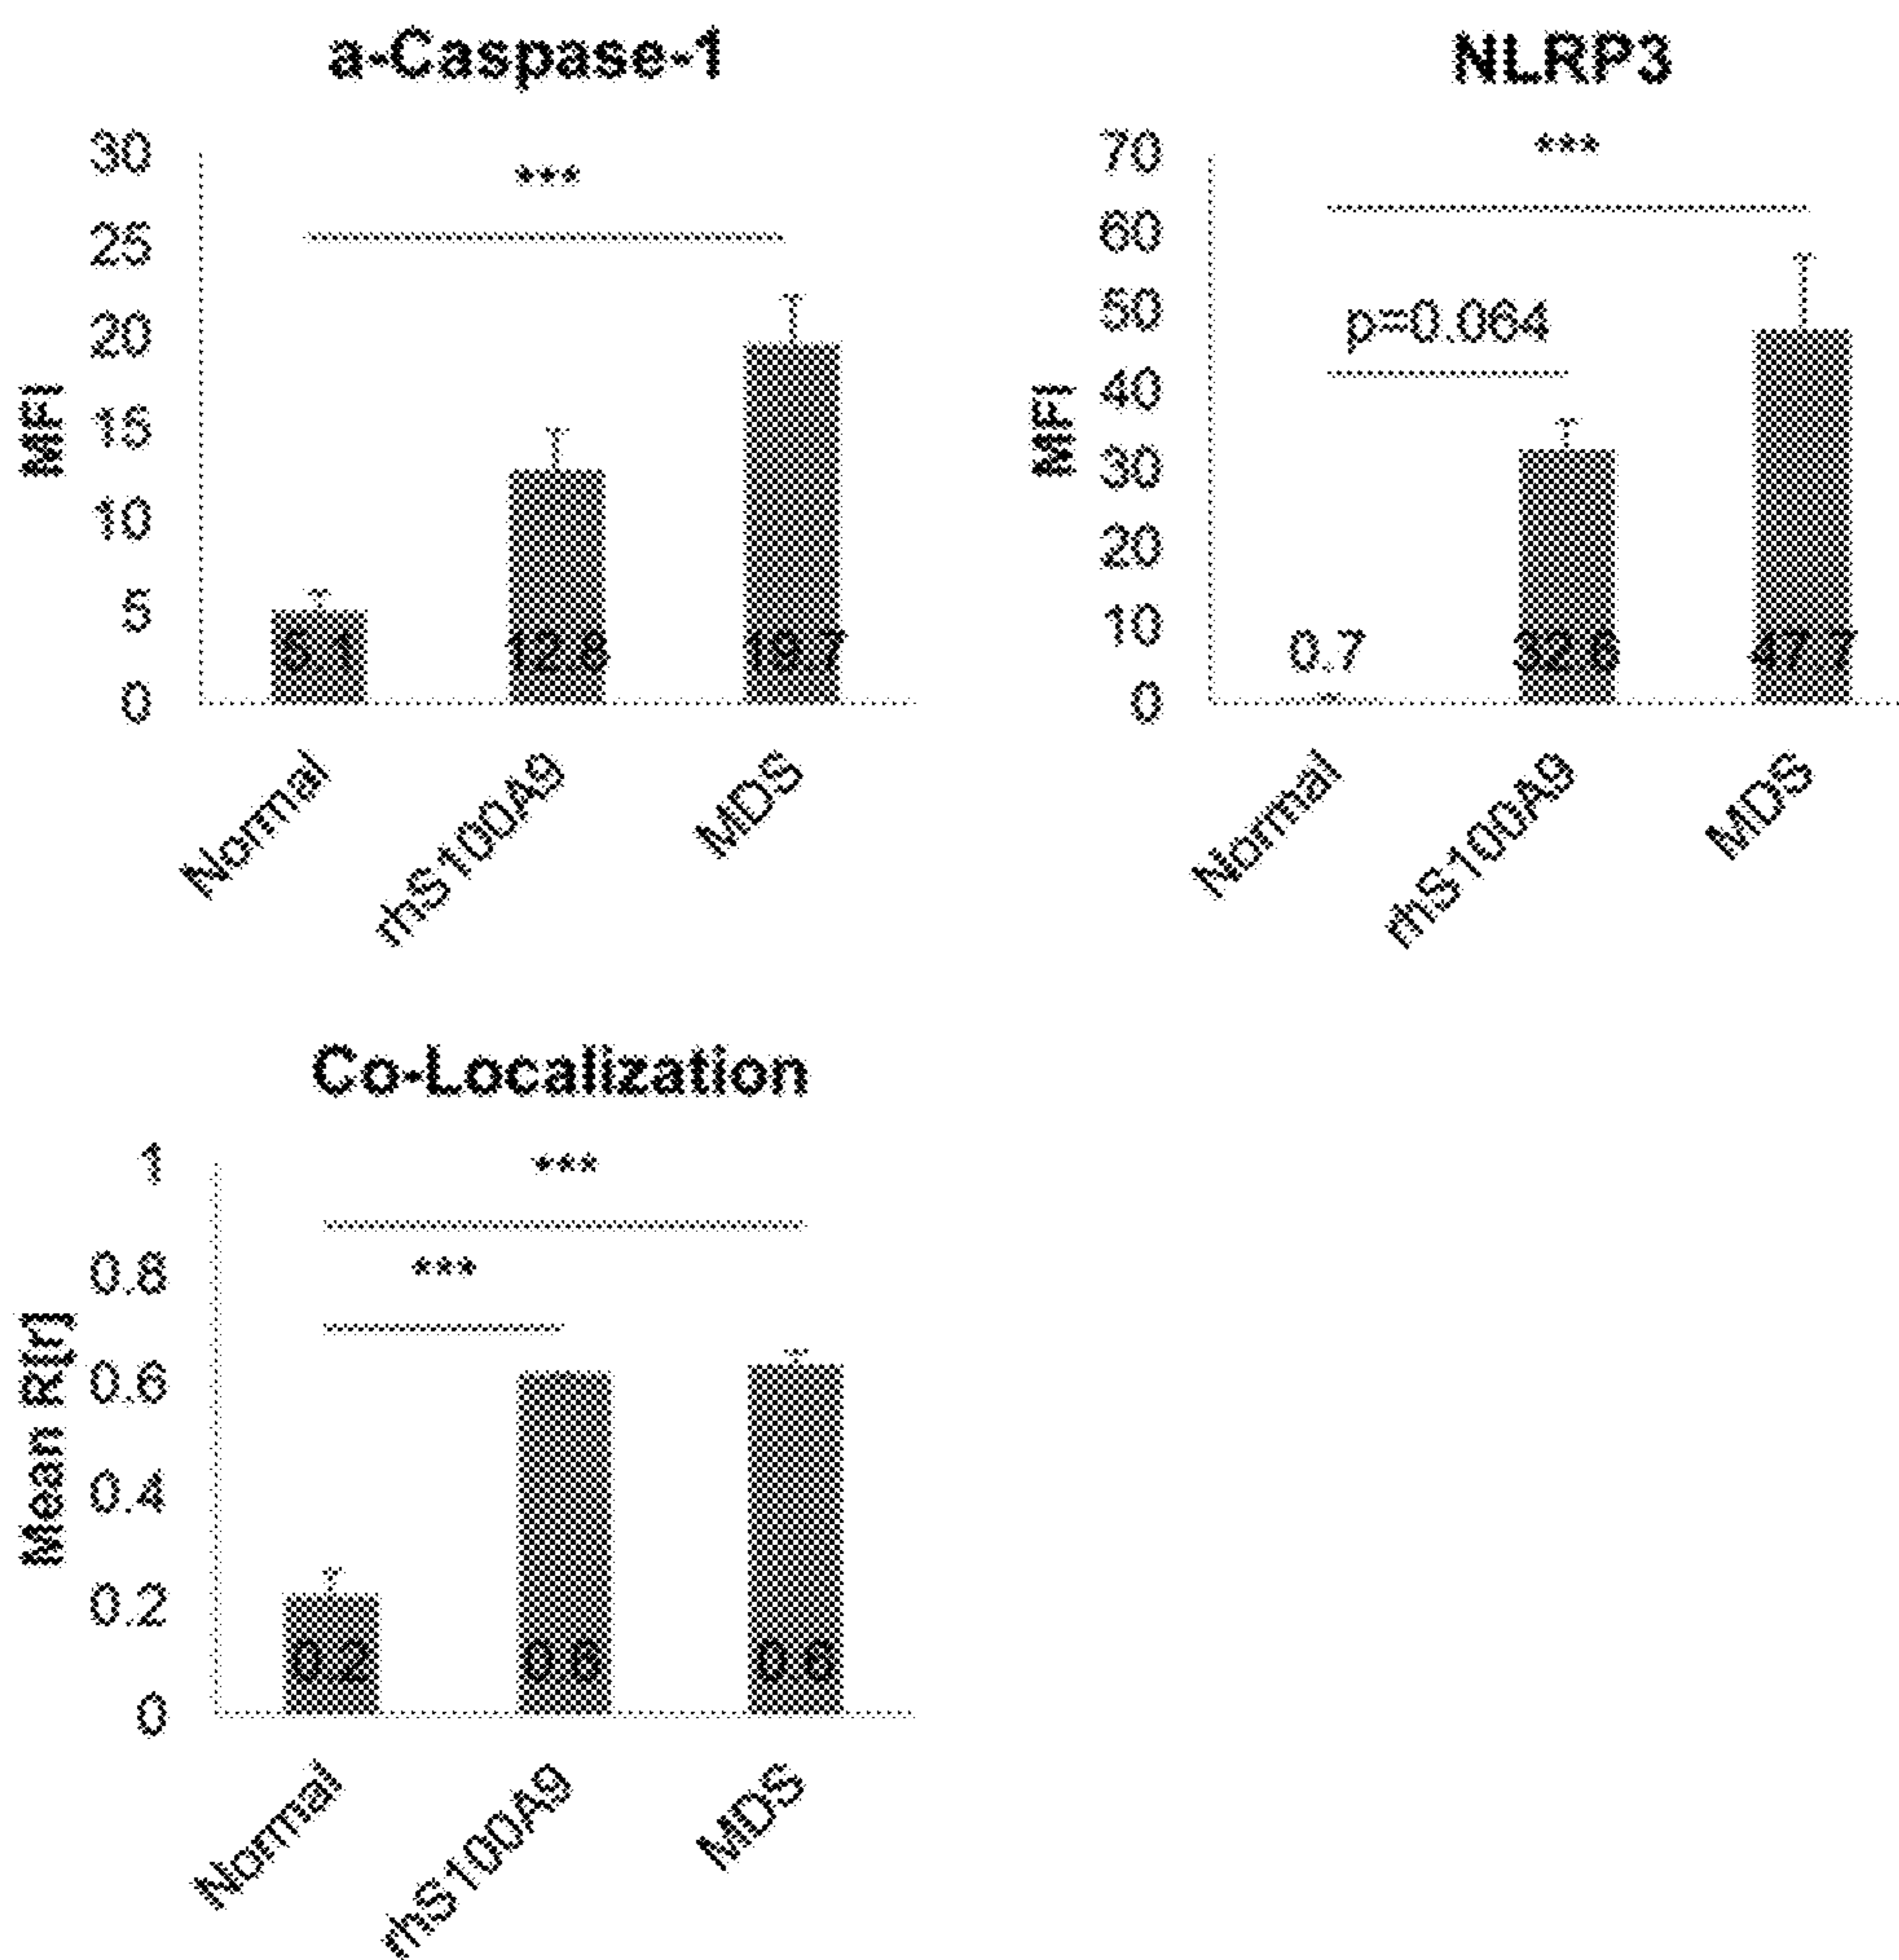 a-Caspase-1
30
25
20
15
10
5
0
MFI
***
5.1
12.8
19.7
Normal
rhS100A9
MDS
NLRP3
70
60
50
40
30
20
10
0
MFI
***
p=0.064
0.7
47.7
Normal
rhS100A9
MDS
Co-Localization
1
0.8
0.6
0.4
0.2
0
Mean R[r]
***
***
0.2
0.6
0.6
Normal
rhS100A9
MDS